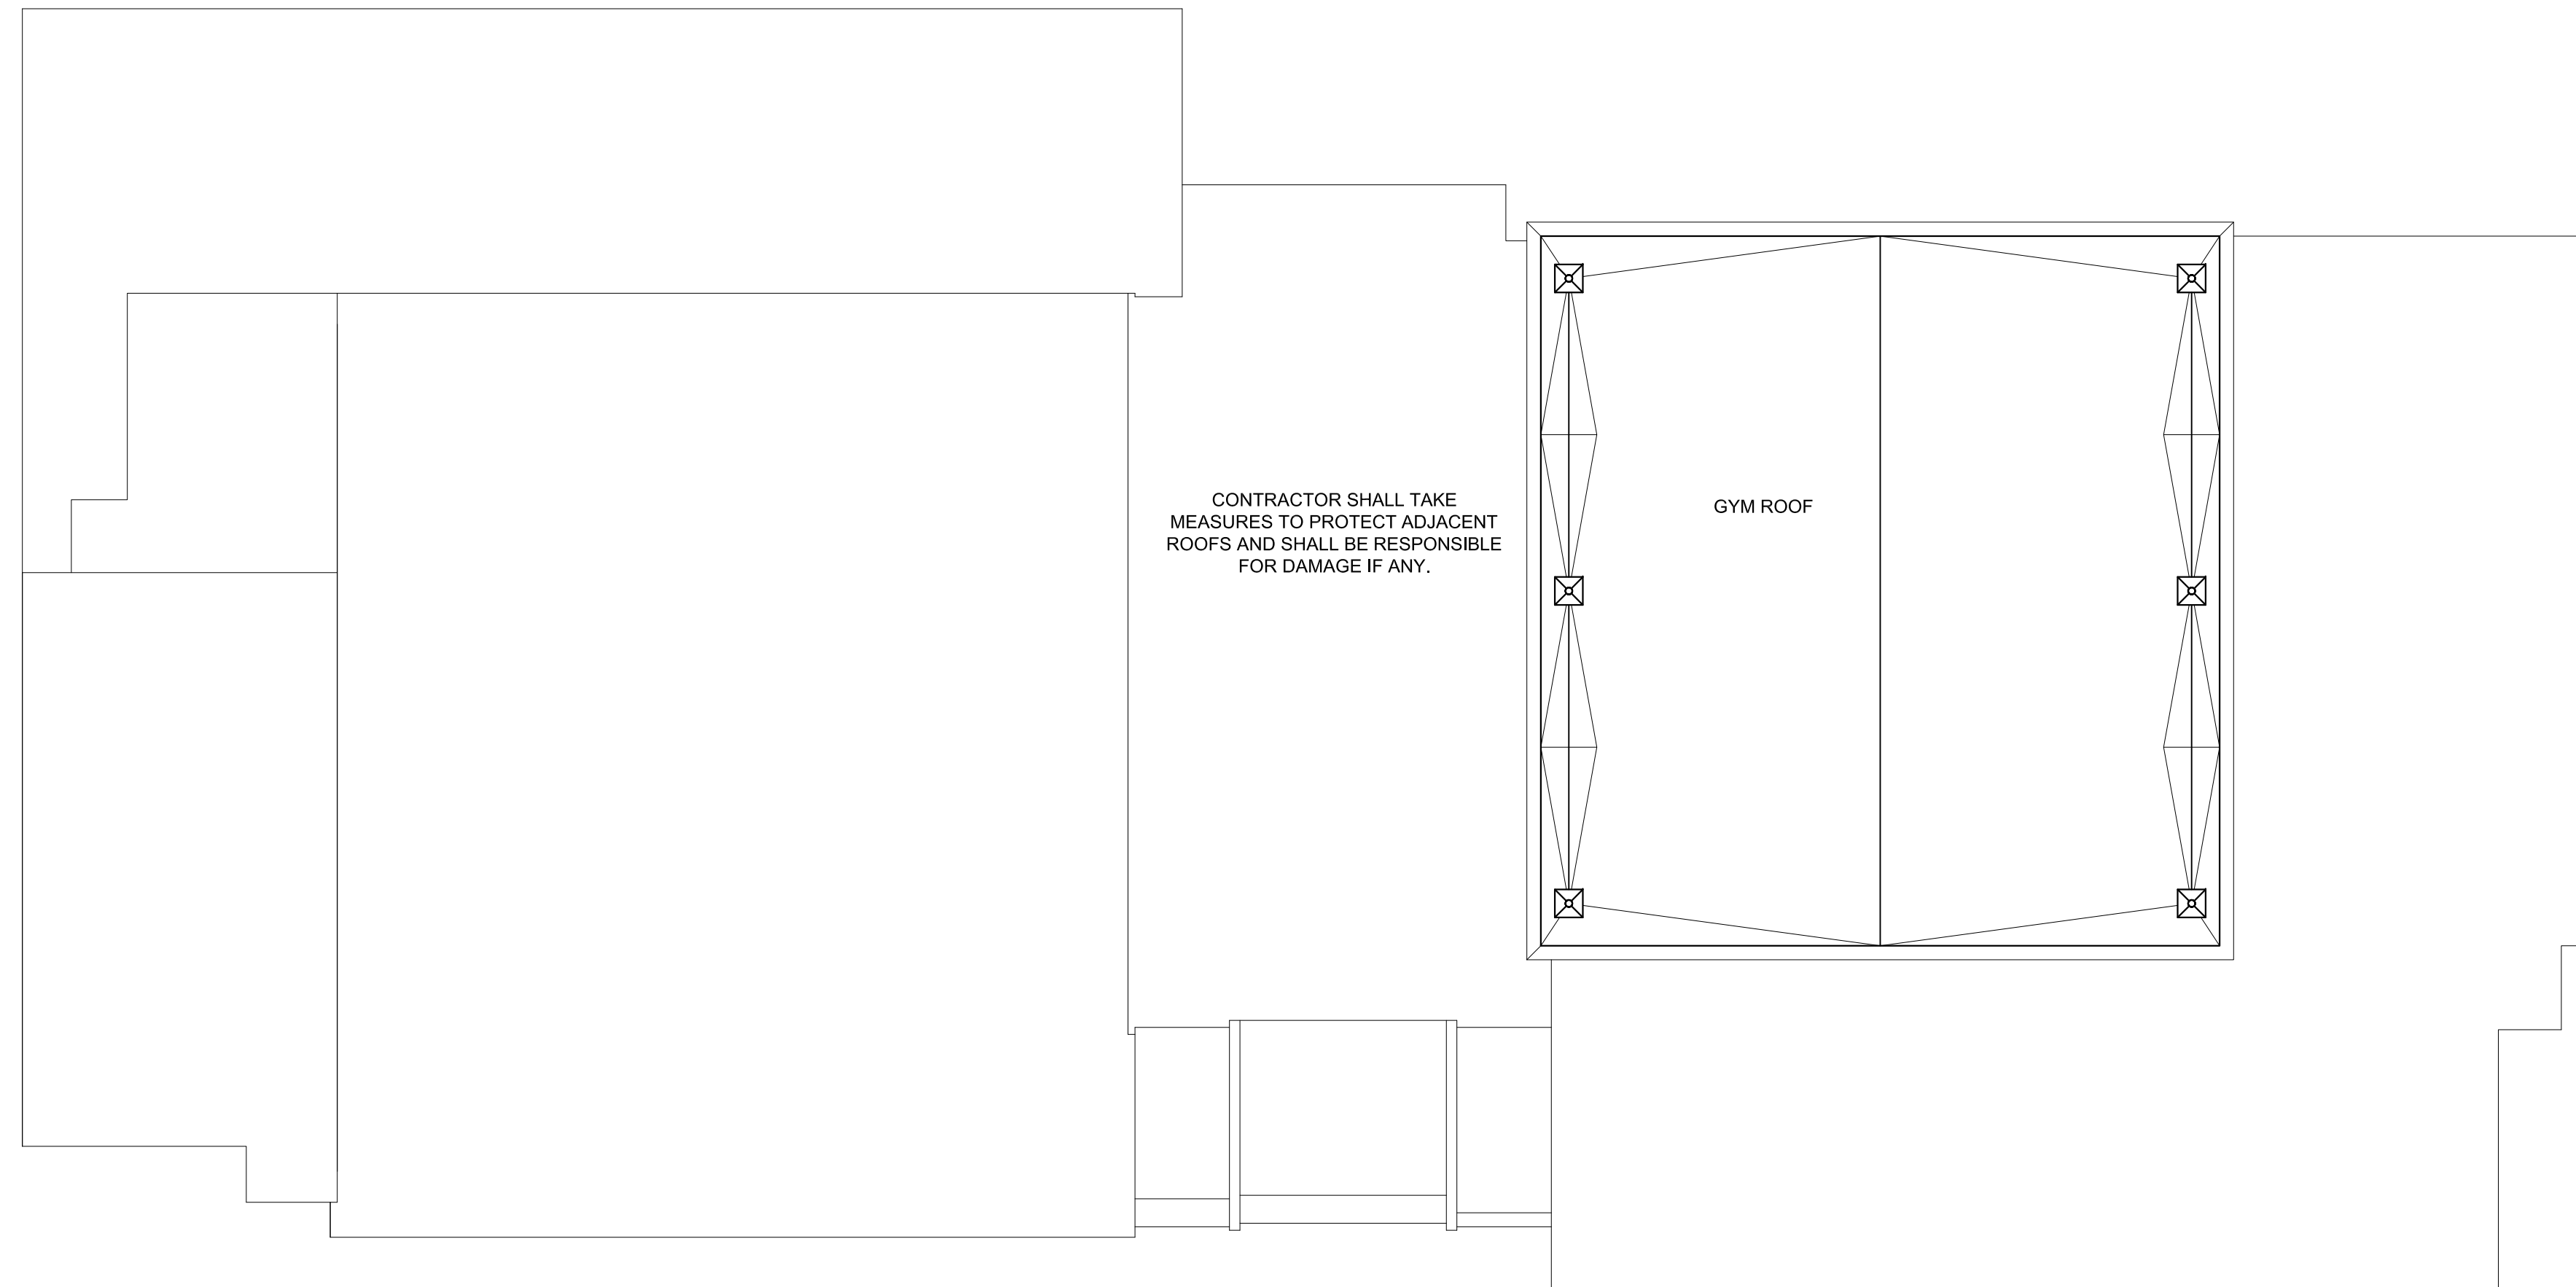 CONTRACTOR SHALL TAKE
MEASURES TO PROTECT ADJACENT
ROOFS AND SHALL BE RESPONSIBLE
FOR DAMAGE IF ANY.
GYM ROOF